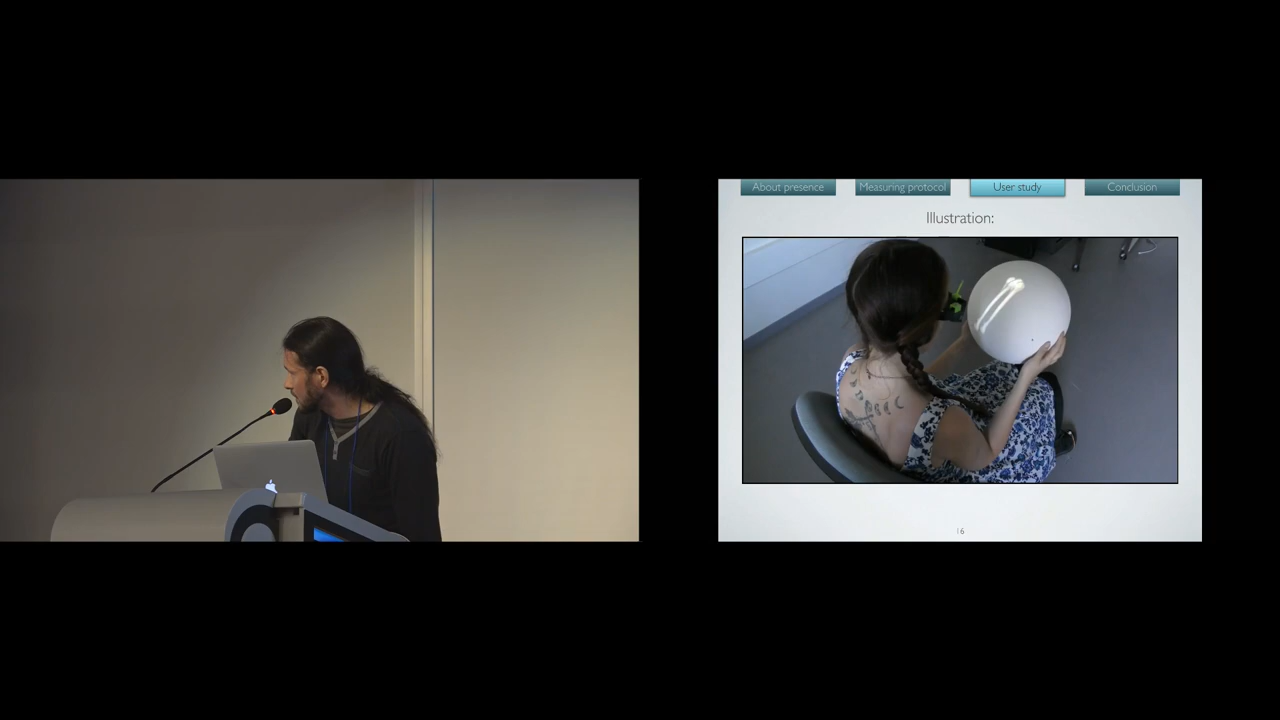 About presence
Measuring protocol
User study
Conclusion
Illustration:
16